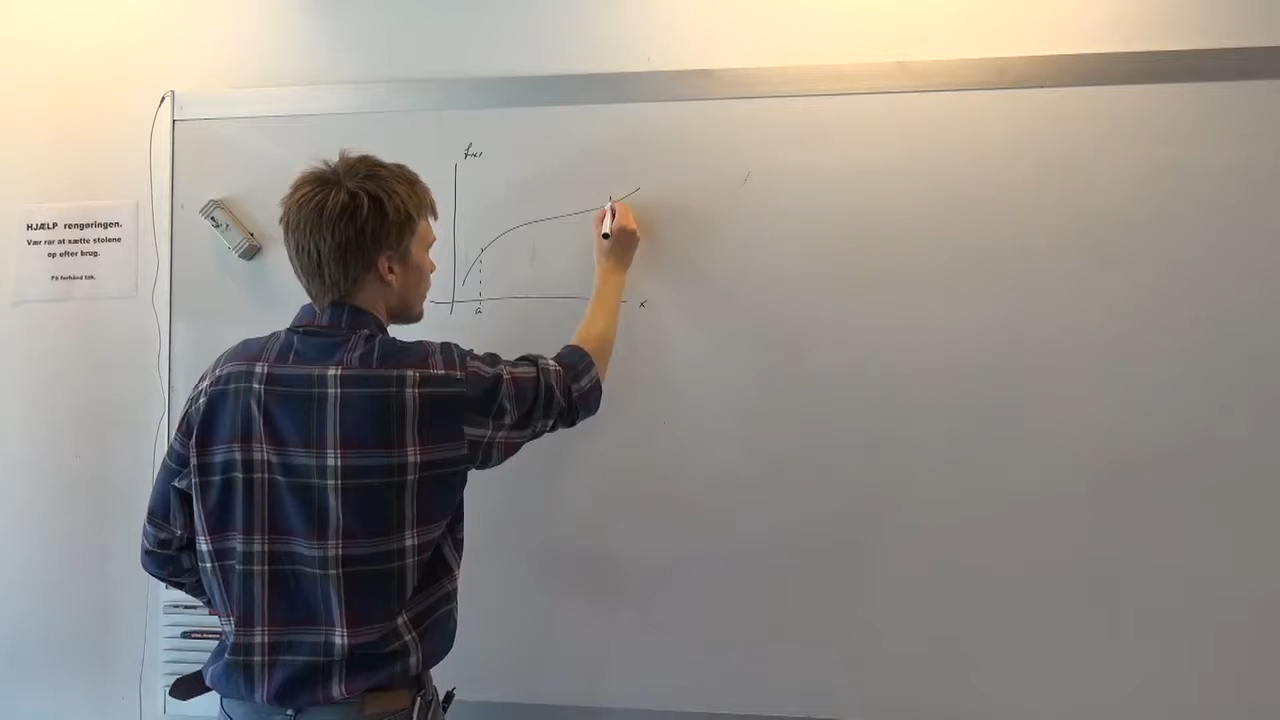 HJÆLP rengøringen.
Vær rar at sætte stolene
op efter brug.
På forhånd tak.
f(x)
a
x